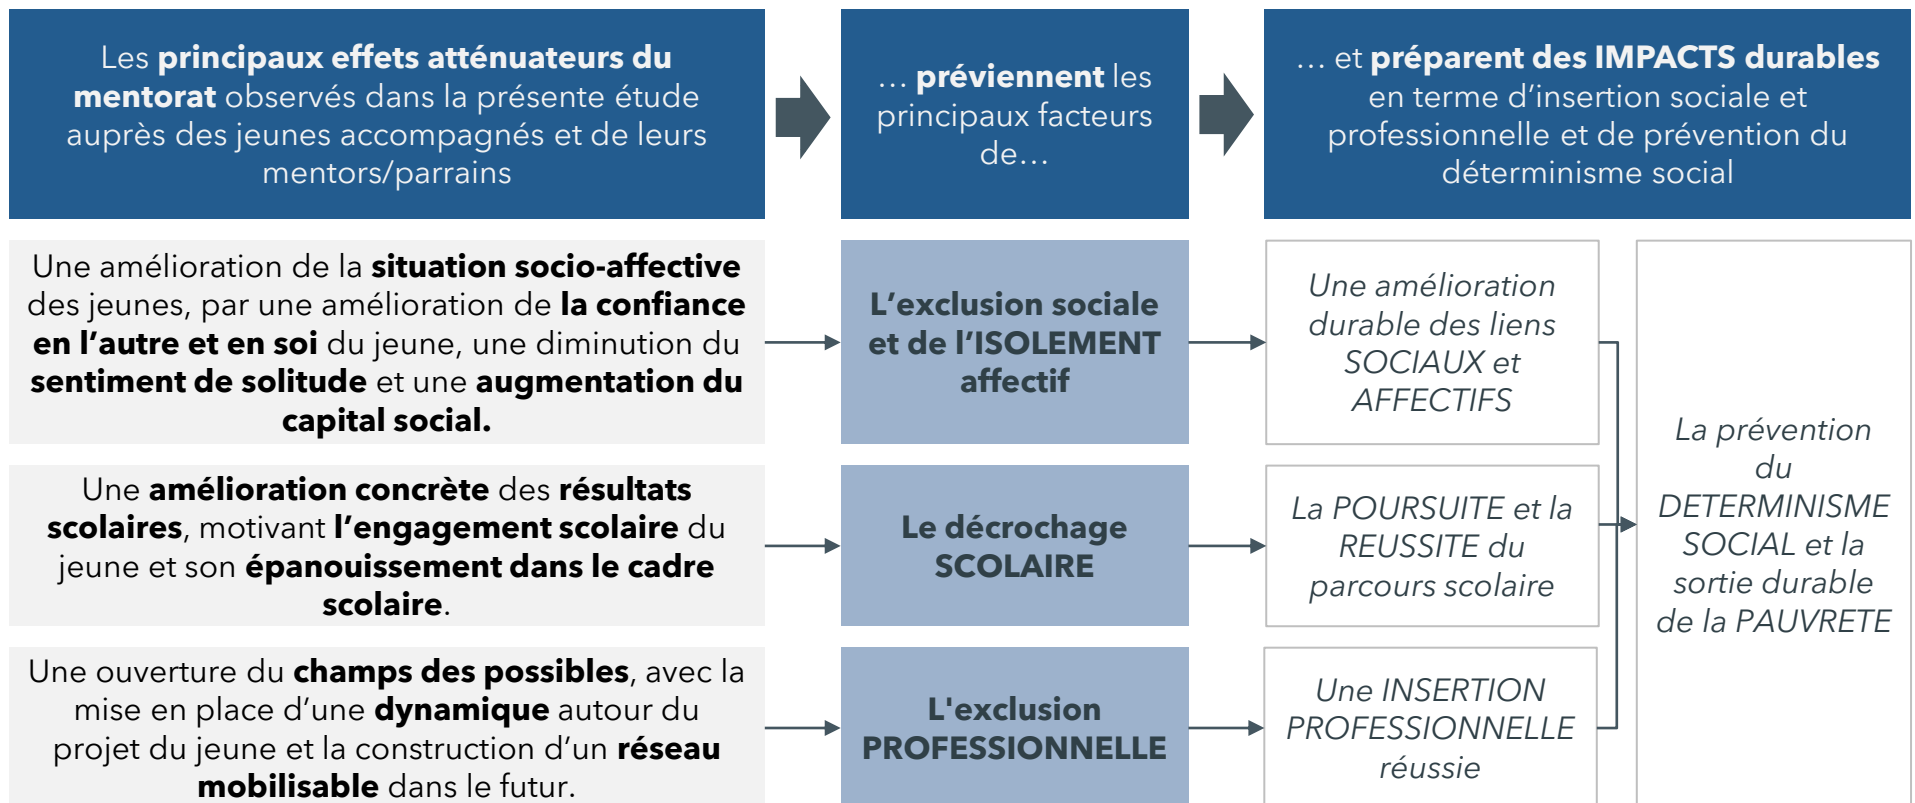 Les principaux effets atténuateurs du
mentorat observés dans la présente étude
auprès des jeunes accompagnés et de leurs
mentors/parrains
… préviennent les
principaux facteurs
de…
… et préparent des IMPACTS durables
en terme d’insertion sociale et
professionnelle et de prévention du
déterminisme social
Une amélioration de la situation socio-affective
des jeunes, par une amélioration de la confiance
en l’autre et en soi du jeune, une diminution du
sentiment de solitude et une augmentation du
capital social.
L’exclusion sociale
et de l’ISOLEMENT
affectif
Une amélioration
durable des liens
SOCIAUX et
AFFECTIFS
Une amélioration concrète des résultats
scolaires, motivant l’engagement scolaire du
jeune et son épanouissement dans le cadre
scolaire.
Le décrochage
SCOLAIRE
La POURSUITE et la
REUSSITE du
parcours scolaire
Une ouverture du champs des possibles, avec la
mise en place d’une dynamique autour du
projet du jeune et la construction d’un réseau
mobilisable dans le futur.
L'exclusion
PROFESSIONNELLE
Une INSERTION
PROFESSIONNELLE
réussie
La prévention
du
DETERMINISME
SOCIAL et la
sortie durable
de la PAUVRETE